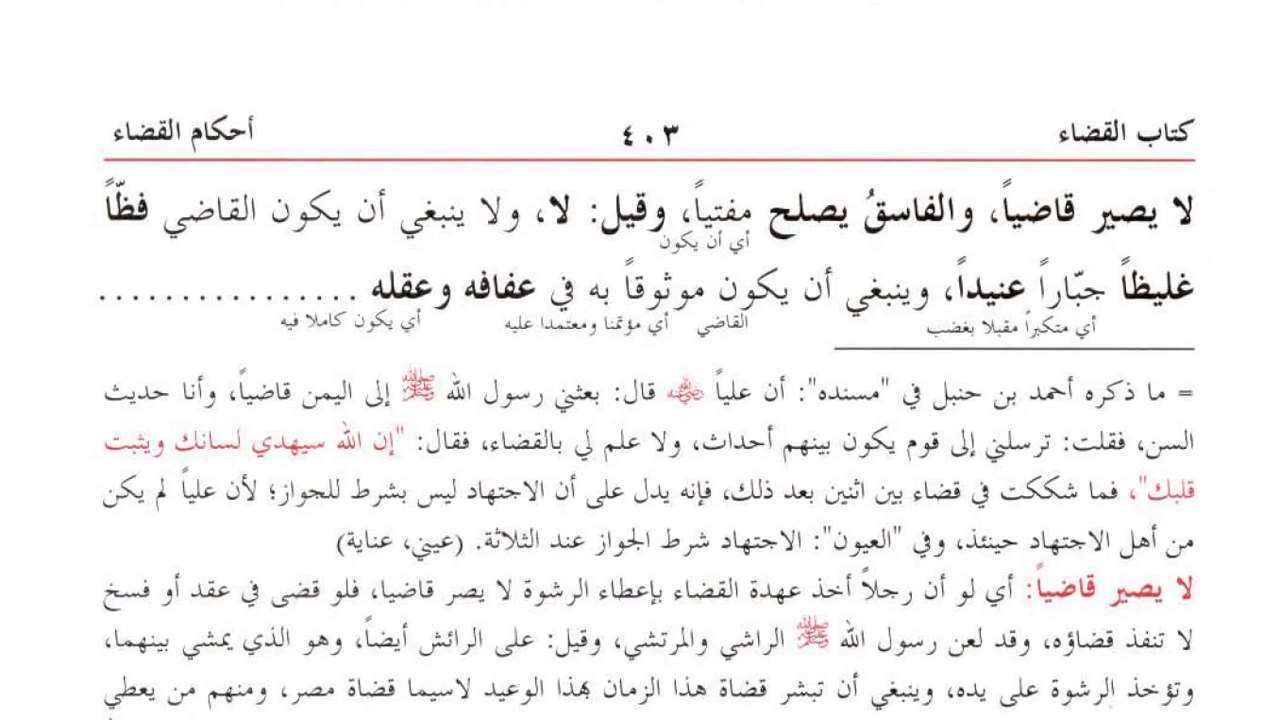 كتاب القضاء ٤٠٣ أحكام القضاء
لا يصير قاضياً، والفاسقُ يصلح مفتياً، وقيل: لا، ولا ينبغي أن يكون القاضي فظّاً
أي أن يكون
غليظاً جبّاراً عنيداً، وينبغي أن يكون موثوقاً به في عفافه وعقله ................
أي متكبراً مقبلا بغضب القاضي أي مؤتمنا ومعتمدا عليه أي يكون كاملا فيه
= ما ذكره أحمد بن حنبل في "مسنده": أن علياً ﵁ قال: بعثني رسول الله ﷺ إلى اليمن قاضياً، وأنا حديث
السن، فقلت: ترسلني إلى قوم يكون بينهم أحداث، ولا علم لي بالقضاء، فقال: "إن الله سيهدي لسانك ويثبت
قلبك"، فما شككت في قضاء بين اثنين بعد ذلك، فإنه يدل على أن الاجتهاد ليس بشرط للجواز؛ لأن علياً لم يكن
من أهل الاجتهاد حينئذ، وفي "العيون": الاجتهاد شرط الجواز عند الثلاثة. (عيني، عناية)
لا يصير قاضياً: أي لو أن رجلاً أخذ عهدة القضاء بإعطاء الرشوة لا يصر قاضيا، فلو قضى في عقد أو فسخ
لا تنفذ قضاؤه، وقد لعن رسول الله ﷺ الراشي والمرتشي، وقيل: على الرائش أيضاً، وهو الذي يمشي بينهما،
وتؤخذ الرشوة على يده، وينبغي أن تبشر قضاة هذا الزمان بهذا الوعيد لاسيما قضاة مصر، ومنهم من يعطي